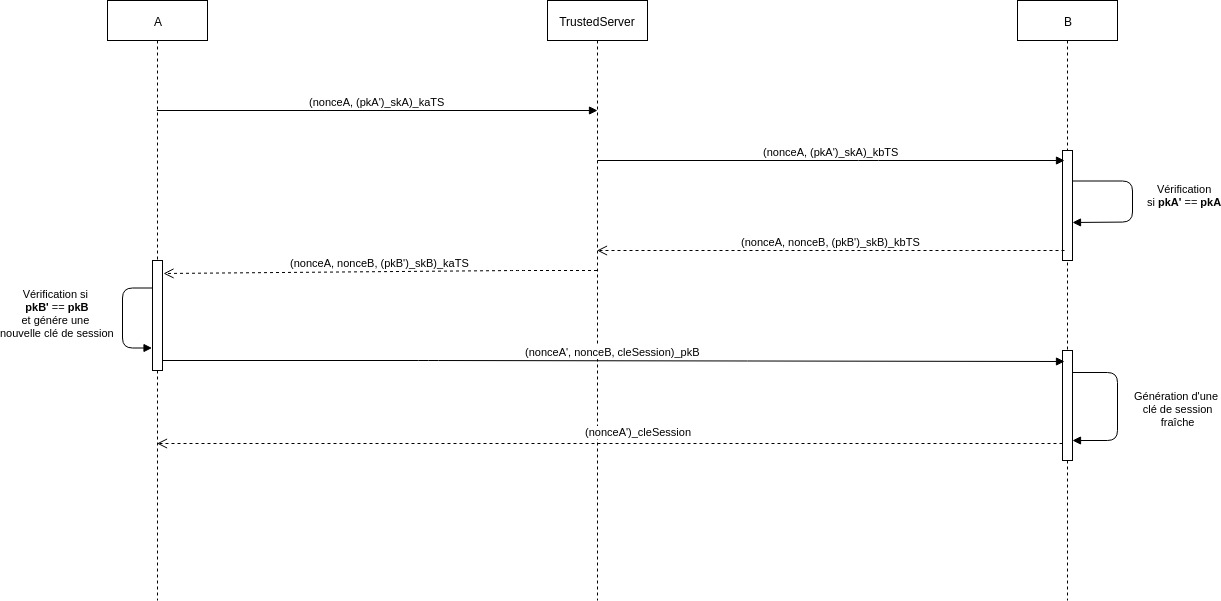 A
TrustedServer
B
(nonceA, (pkA')_skA)_kaTS
(nonceA, (pkA')_skA)_kbTS
Vérification
si pkA' == pkA
(nonceA, nonceB, (pkB')_skB)_kbTS
(nonceA, nonceB, (pkB')_skB)_kaTS
Vérification si
pkB' == pkB
et génére une
nouvelle clé de session
(nonceA', nonceB, cleSession)_pkB
Génération d'une
clé de session
fraîche
(nonceA')_cleSession